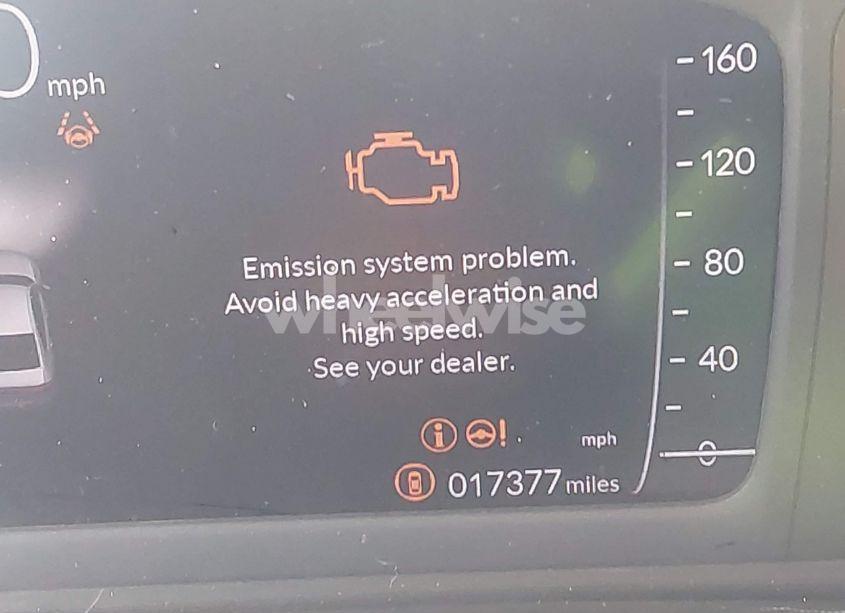 mph
160
120
Emission system problem.
80
Avoid heavy acceleration and
high speed.
wheelwise
40
See your dealer.
mph
0
017377 miles